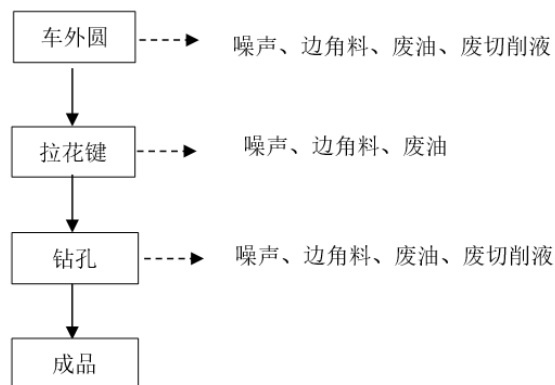 车外圆
噪声、边角料、废油、废切削液
拉花键
噪声、边角料、废油
钻孔
噪声、边角料、废油、废切削液
成品